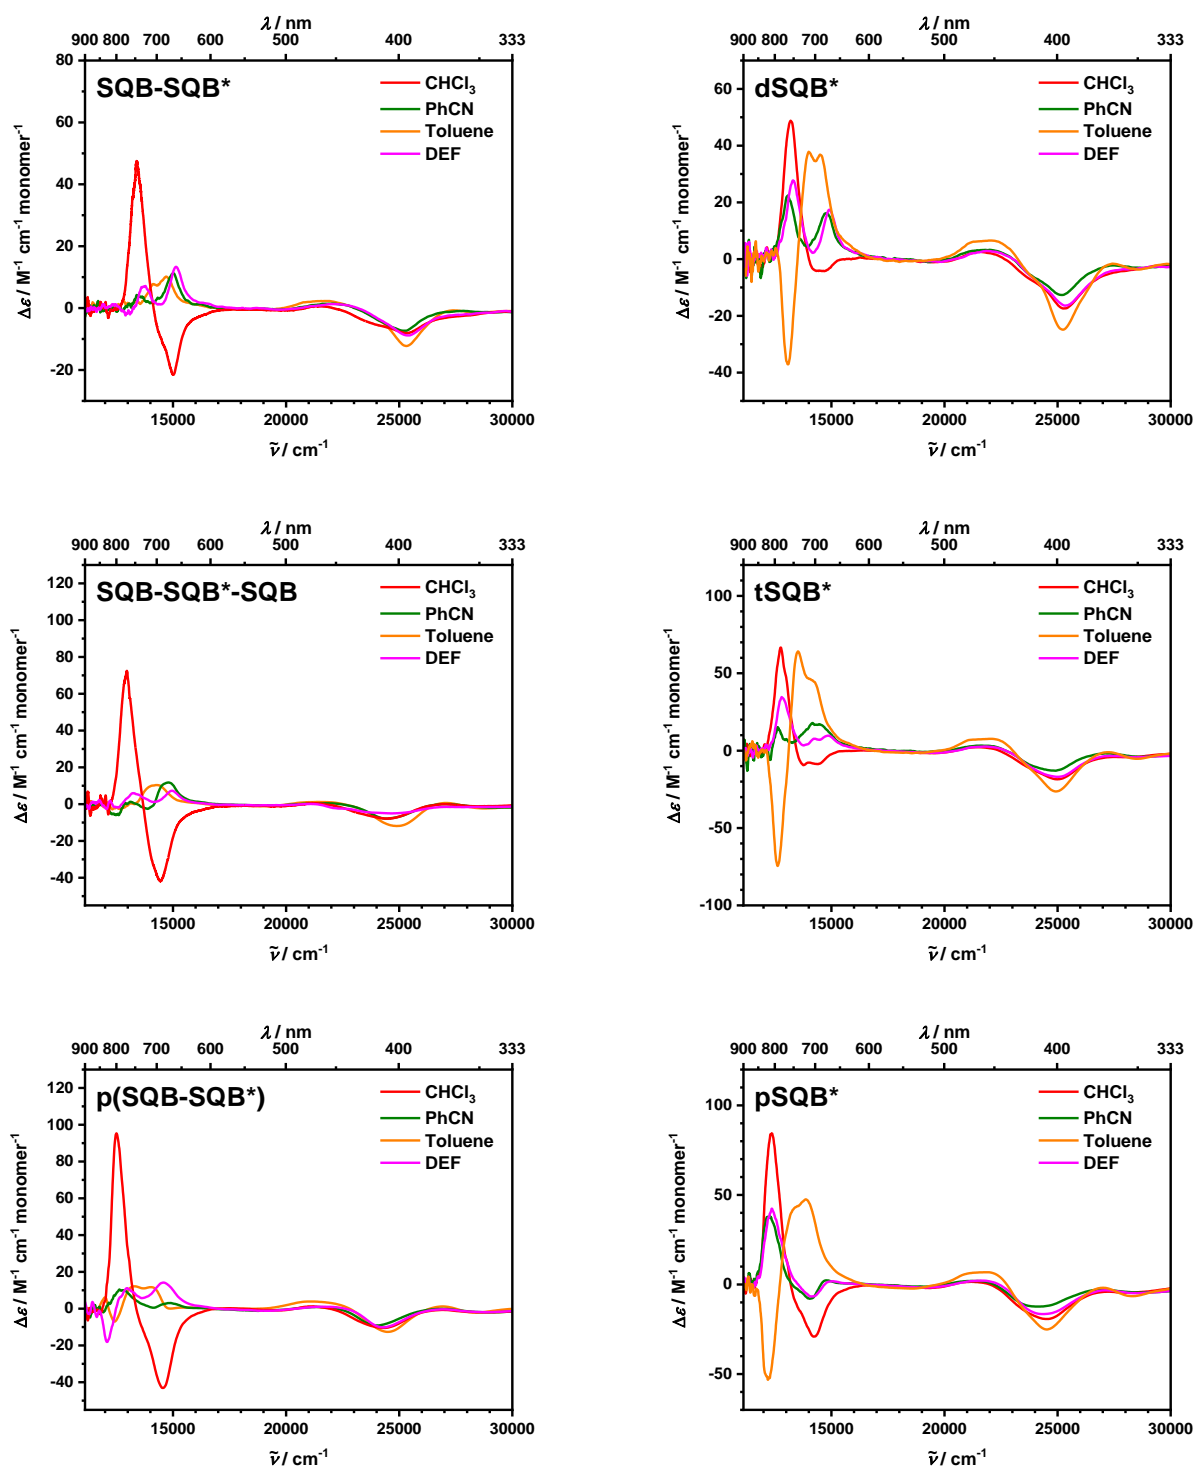 λ / nm
900 800 700 600 500 400 333
80
60
40
20
0
-20
Δε / M⁻¹ cm⁻¹ monomer⁻¹
SQB-SQB*
CHCl₃
PhCN
Toluene
DEF
15000 20000 25000 30000
ṽ / cm⁻¹
λ / nm
900 800 700 600 500 400 333
60
40
20
0
-20
-40
Δε / M⁻¹ cm⁻¹ monomer⁻¹
dSQB*
CHCl₃
PhCN
Toluene
DEF
15000 20000 25000 30000
ṽ / cm⁻¹
λ / nm
900 800 700 600 500 400 333
120
100
80
60
40
20
0
-20
-40
Δε / M⁻¹ cm⁻¹ monomer⁻¹
SQB-SQB*-SQB
CHCl₃
PhCN
Toluene
DEF
15000 20000 25000 30000
ṽ / cm⁻¹
λ / nm
900 800 700 600 500 400 333
100
50
0
-50
-100
Δε / M⁻¹ cm⁻¹ monomer⁻¹
tSQB*
CHCl₃
PhCN
Toluene
DEF
15000 20000 25000 30000
ṽ / cm⁻¹
λ / nm
900 800 700 600 500 400 333
120
100
80
60
40
20
0
-20
-40
Δε / M⁻¹ cm⁻¹ monomer⁻¹
p(SQB-SQB*)
CHCl₃
PhCN
Toluene
DEF
15000 20000 25000 30000
ṽ / cm⁻¹
λ / nm
900 800 700 600 500 400 333
100
50
0
-50
Δε / M⁻¹ cm⁻¹ monomer⁻¹
pSQB*
CHCl₃
PhCN
Toluene
DEF
15000 20000 25000 30000
ṽ / cm⁻¹